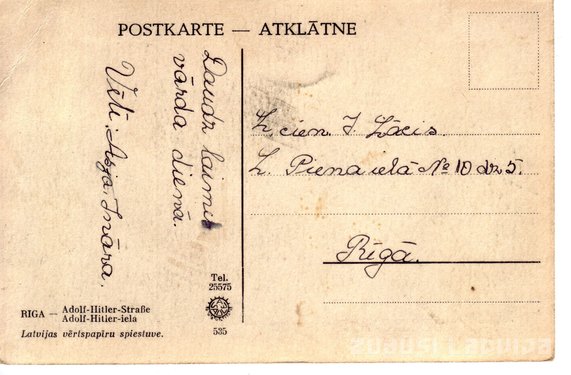 POSTKARTE — ATKLĀTNE
Daudz laimes
vārda dienā.
Vēl: Asja, Ināra.
L. cien. J. Lācis
L. Piena ielā No 10 dz 5.
Rīgā.
Tel.
25575
535
RIGA — Adolf-Hitler-Straße
Adolf-Hitler-iela
Latvijas vērtspapīru spiestuve.